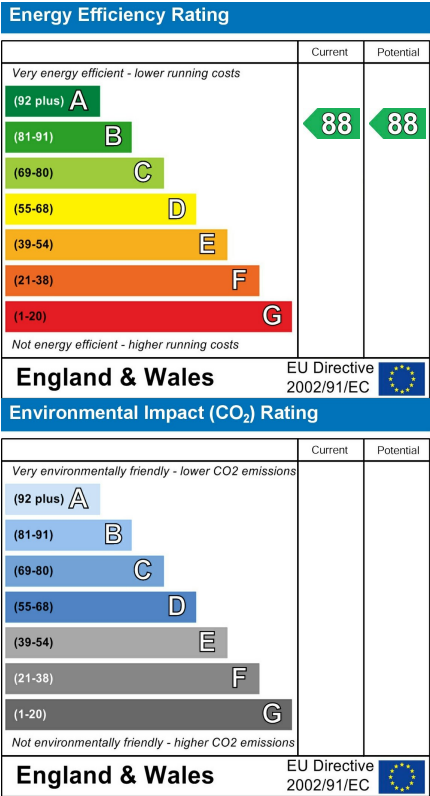 Energy Efficiency Rating
Current Potential
Very energy efficient - lower running costs
(92 plus) A
(81-91) B
88 88
(69-80) C
(55-68) D
(39-54) E
(21-38) F
(1-20) G
Not energy efficient - higher running costs
England & Wales
EU Directive
2002/91/EC
Environmental Impact (CO₂) Rating
Current Potential
Very environmentally friendly - lower CO2 emissions
(92 plus) A
(81-91) B
(69-80) C
(55-68) D
(39-54) E
(21-38) F
(1-20) G
Not environmentally friendly - higher CO2 emissions
England & Wales
EU Directive
2002/91/EC